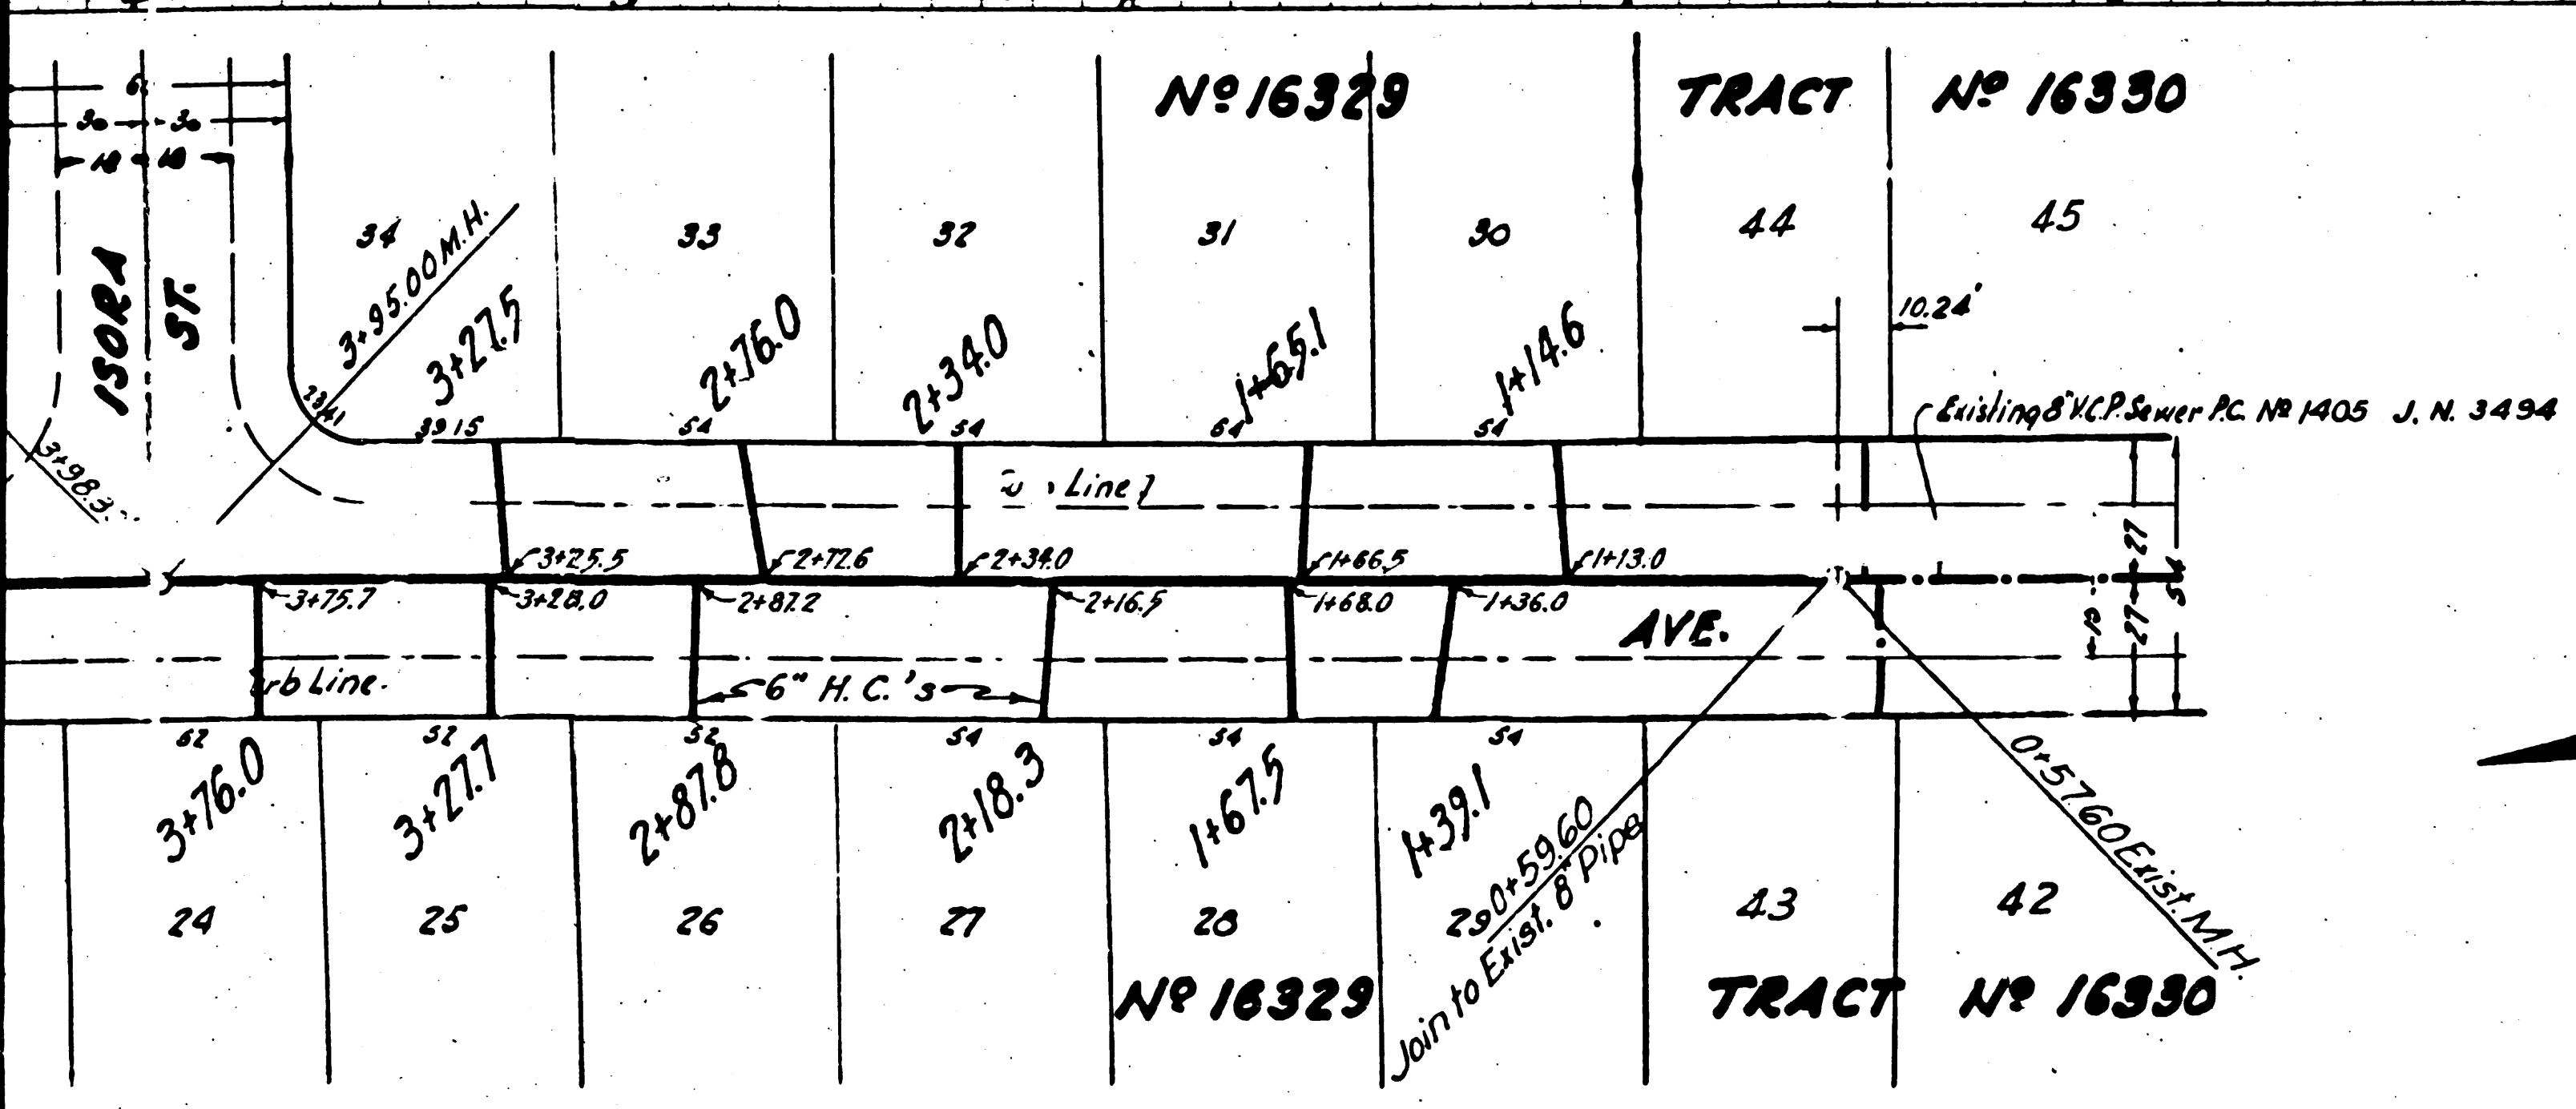 Nº 16329 TRACT Nº 16330
30 30
18 18
ISORA ST.
34 33 32 31 30 44 45
3+95.00 M.H.
3+27.5 2+76.0 2+34.0 1+65.1 1+14.6
10.24'
23.41 39.15 54 54 54 54
Existing 8" V.C.P. Sewer P.C. Nº 1405 J. N. 3494
3+98.3
Line
3+25.5 2+72.6 2+34.0 1+66.5 1+13.0
27 27 54
3+75.7 3+28.0 2+87.2 2+16.5 1+68.0 1+36.0
AVE.
rb Line.
6" H. C.'s
52 52 52 54 54 54
3+76.0 3+27.7 2+87.8 2+18.3 1+67.5 1+39.1
0+59.60
Join to Exist. 8" Pipe
0+57.60 Exist. M.H.
24 25 26 27 28 29 43 42
Nº 16329 TRACT Nº 16330